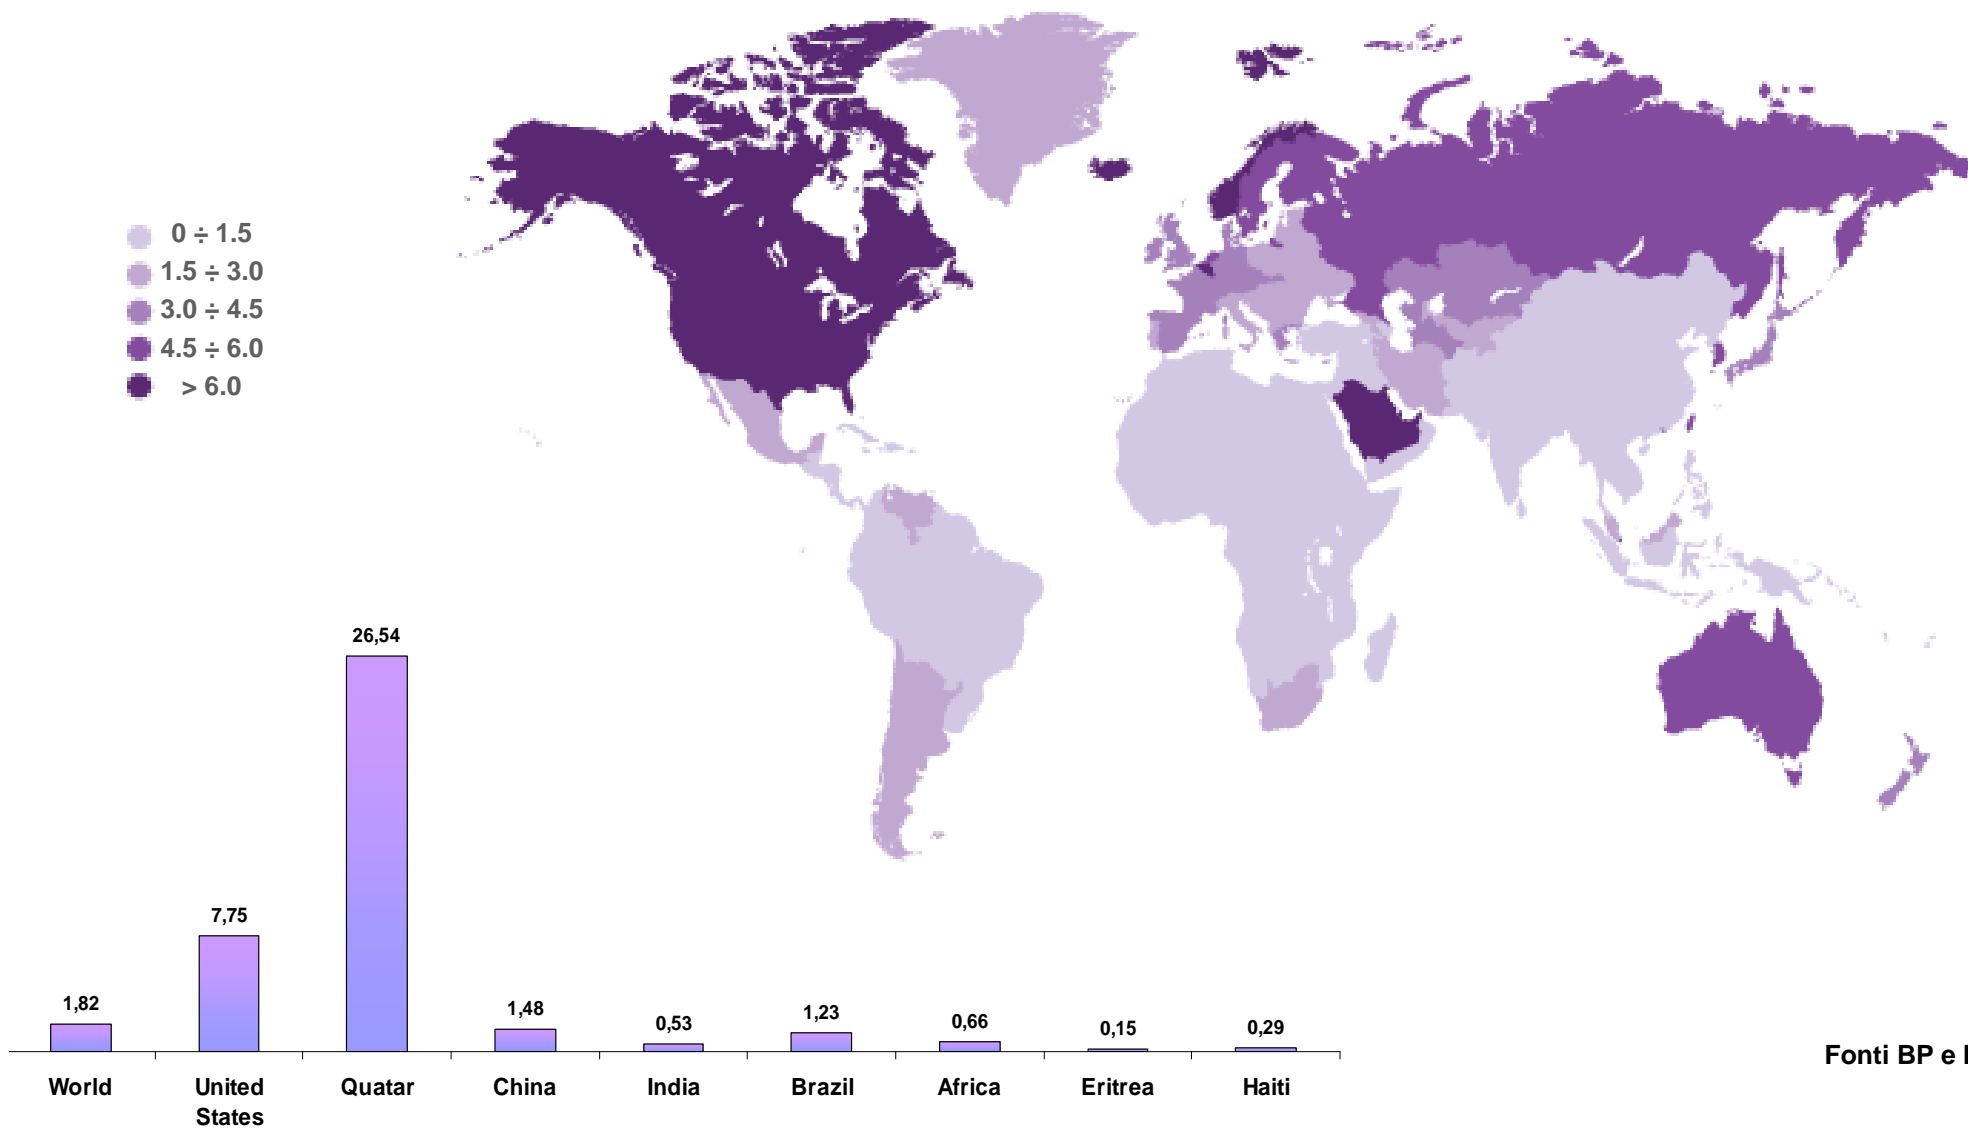 0 ÷ 1.5
1.5 ÷ 3.0
3.0 ÷ 4.5
4.5 ÷ 6.0
> 6.0
26,54
7,75
1,82
1,48
0,53
1,23
0,66
0,15
0,29
World
United
States
Quatar
China
India
Brazil
Africa
Eritrea
Haiti
Fonti BP e